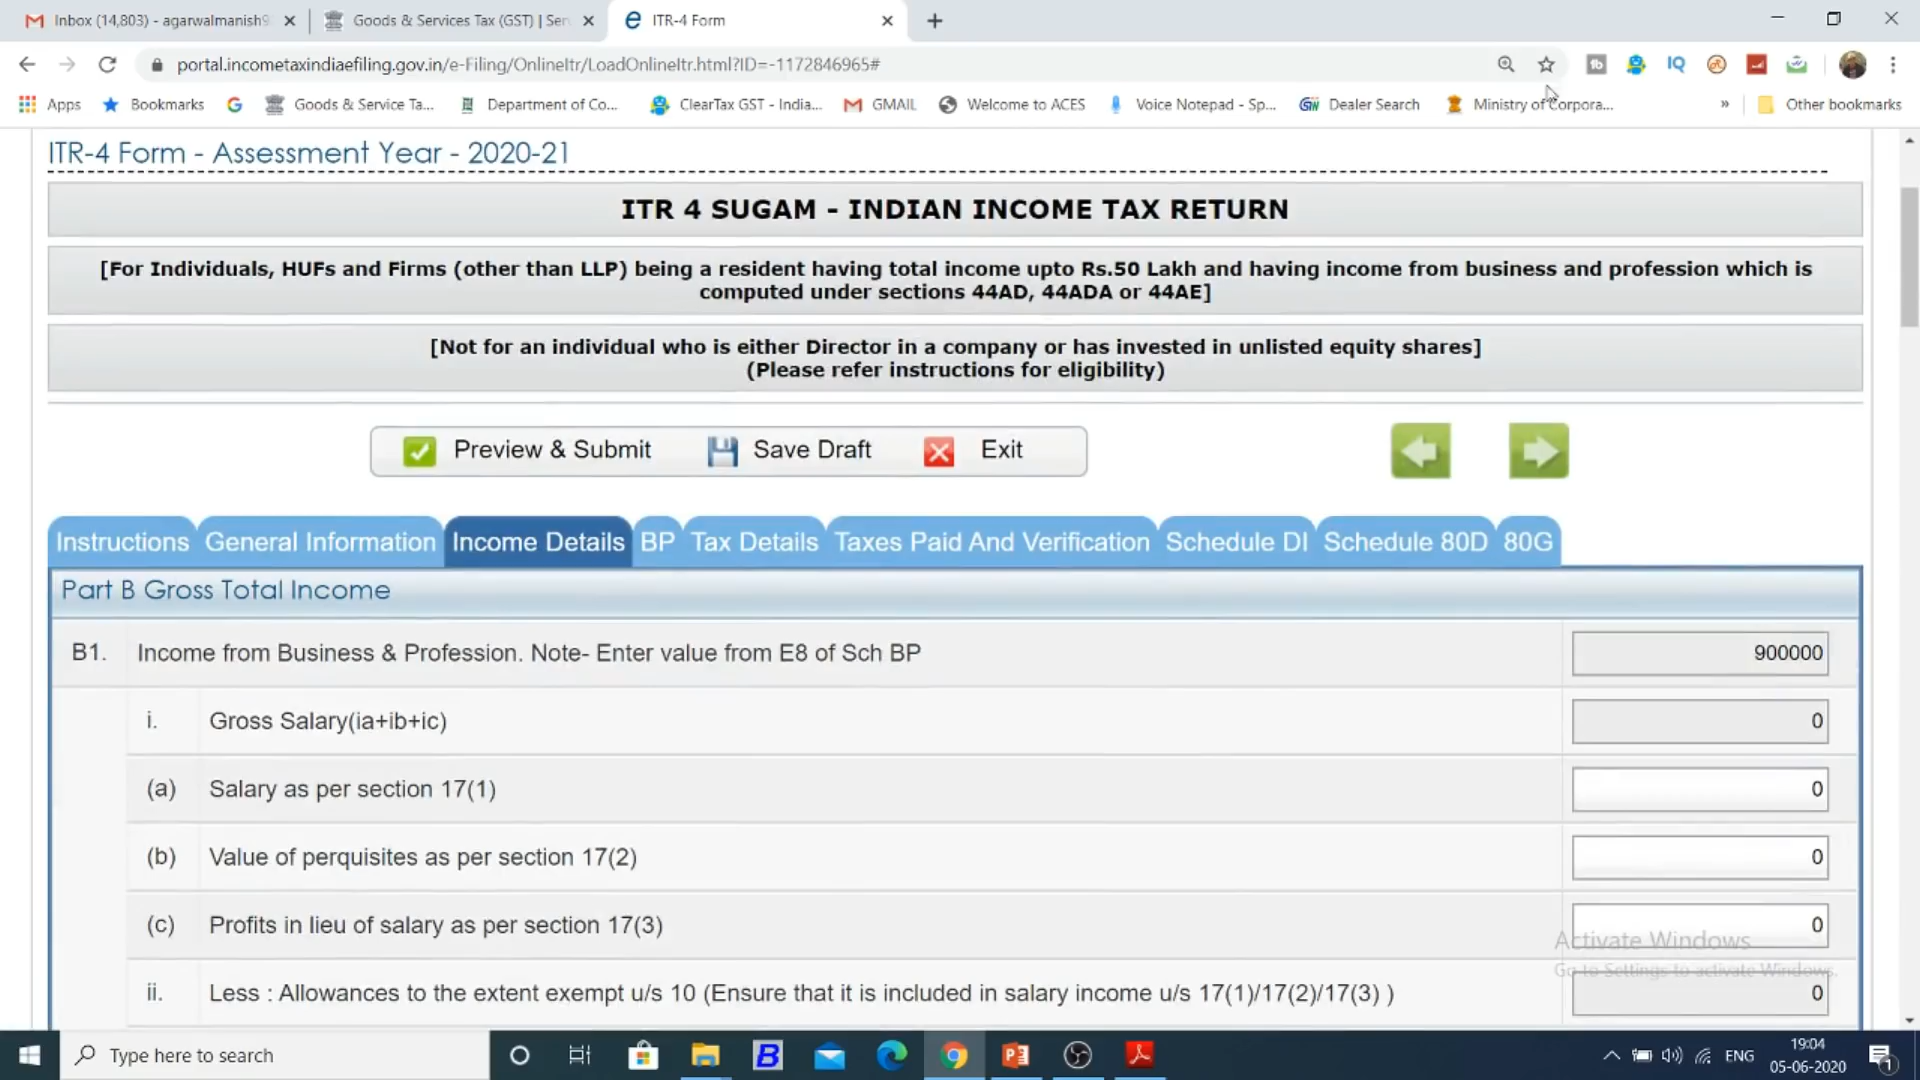 Inbox (14,803) - agarwalmanish9
Goods & Services Tax (GST) | Ser
ITR-4 Form
portal.incometaxindiaefiling.gov.in/e-Filing/OnlineItr/LoadOnlineItr.html?ID=-1172846965#
Apps
Bookmarks
Goods & Service Ta...
Department of Co...
ClearTax GST - India...
GMAIL
Welcome to ACES
Voice Notepad - Sp...
Dealer Search
Ministry of Corpora...
»
Other bookmarks
ITR-4 Form - Assessment Year - 2020-21
ITR 4 SUGAM - INDIAN INCOME TAX RETURN
[For Individuals, HUFs and Firms (other than LLP) being a resident having total income upto Rs.50 Lakh and having income from business and profession which is
computed under sections 44AD, 44ADA or 44AE]
[Not for an individual who is either Director in a company or has invested in unlisted equity shares]
(Please refer instructions for eligibility)
Preview & Submit
Save Draft
Exit
Instructions
General Information
Income Details
BP
Tax Details
Taxes Paid And Verification
Schedule DI
Schedule 80D
80G
Part B Gross Total Income
B1. Income from Business & Profession. Note- Enter value from E8 of Sch BP 900000
i. Gross Salary(ia+ib+ic) 0
(a) Salary as per section 17(1) 0
(b) Value of perquisites as per section 17(2) 0
(c) Profits in lieu of salary as per section 17(3) 0
Activate Windows
Go to Settings to activate Windows.
ii. Less : Allowances to the extent exempt u/s 10 (Ensure that it is included in salary income u/s 17(1)/17(2)/17(3) ) 0
Type here to search
ENG
19:04
05-06-2020
1